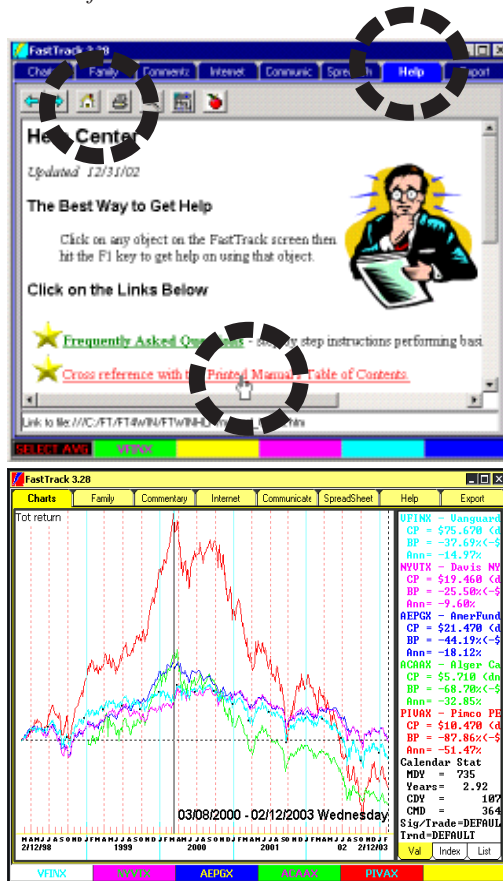 FastTrack 3.28
Family Internet Communic Help
Help Center
Updated 12/31/02
The Best Way to Get Help
Click on any object on the FastTrack screen then
hit the F1 key to get help on using that object.
Click on the Links Below
Frequently Asked Questions - step by step instructions performing basi
Cross reference with the Printed Manual's Table of Contents.
SELECT AVG VFINX
FastTrack 3.28
Charts Family Commentary Internet Communicate SpreadSheet Help Export
Tot return
VFINX - Vanguard
CP = $75.670 (d
BP = -37.69%(-$
Ann= -14.97%
NYVTX - Davis NY
CP = $19.460 (d
BP = -25.50%(-$
Ann= -9.60%
AEPGX - AmerFund
CP = $21.470 (d
BP = -44.19%(-$
Ann= -18.12%
ACAAX - Alger Ca
CP = $5.710 (dn
BP = -68.70%(-$
Ann= -32.85%
PIVAX - Pimco PE
CP = $10.470 (d
BP = -87.86%(-$
Ann= -51.47%
Calendar Stat
MDY = 735
Years= 2.92
CDY = 107
CMD = 364
Sig/Trade=DEFAUL
Trnd=DEFAULT
Val Index List
03/08/2000 - 02/12/2003 Wednesday
M A M J J A S O N D J F M A M J J A S O N D J F M A M J J A S O N D J F M A M J J A S O N D J F M A M J J A S O N D J F
2/12/98 1999 2000 2001 02 2/12/03
VFINX NYVTX AEPGX ACAAX PIVAX